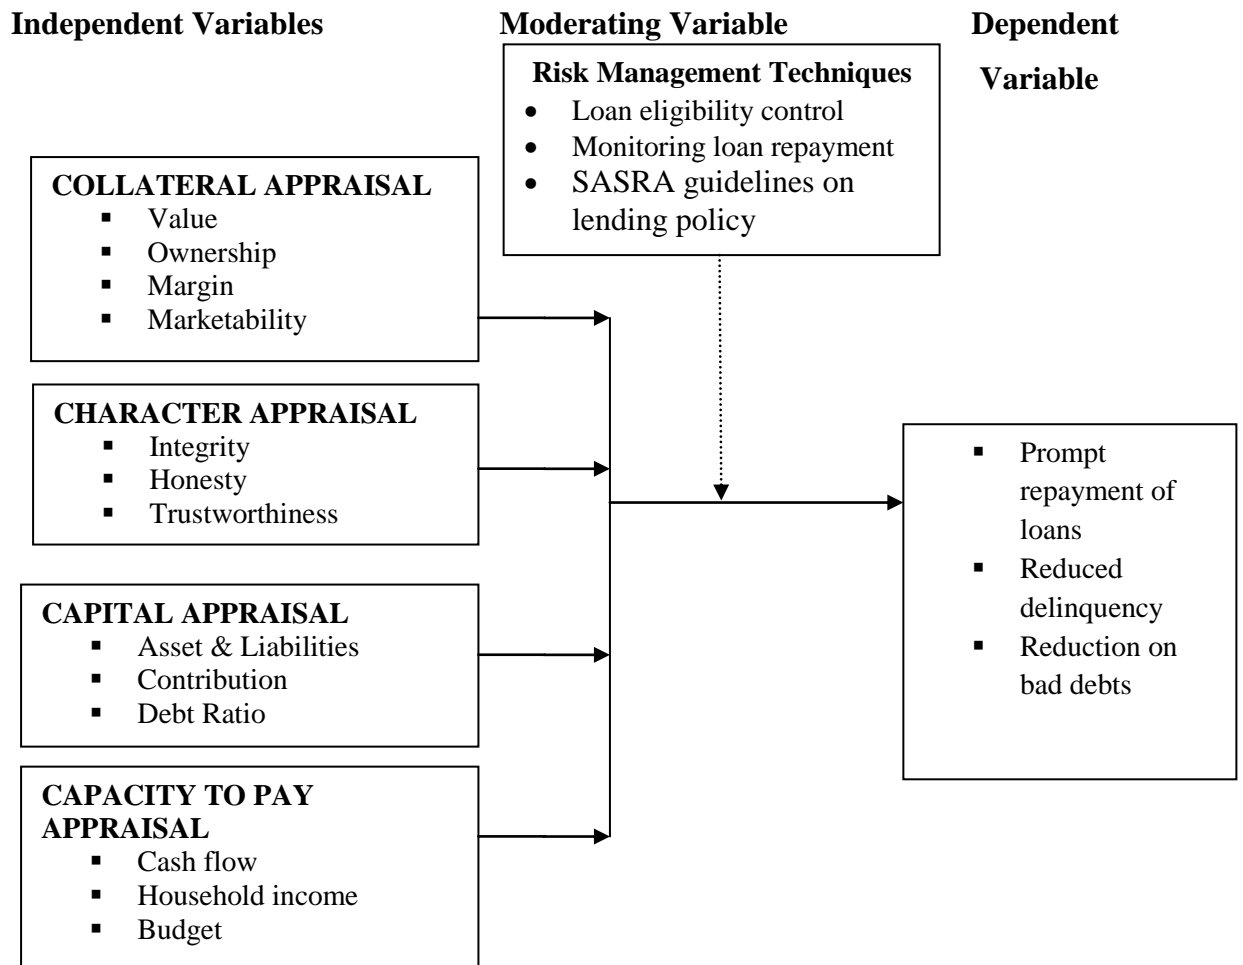 Independent Variables
Moderating Variable
Dependent
Variable
Risk Management Techniques
• Loan eligibility control
• Monitoring loan repayment
• SASRA guidelines on
lending policy
COLLATERAL APPRAISAL
▪ Value
▪ Ownership
▪ Margin
▪ Marketability
CHARACTER APPRAISAL
▪ Integrity
▪ Honesty
▪ Trustworthiness
CAPITAL APPRAISAL
▪ Asset & Liabilities
▪ Contribution
▪ Debt Ratio
CAPACITY TO PAY
APPRAISAL
▪ Cash flow
▪ Household income
▪ Budget
▪ Prompt
repayment of
loans
▪ Reduced
delinquency
▪ Reduction on
bad debts